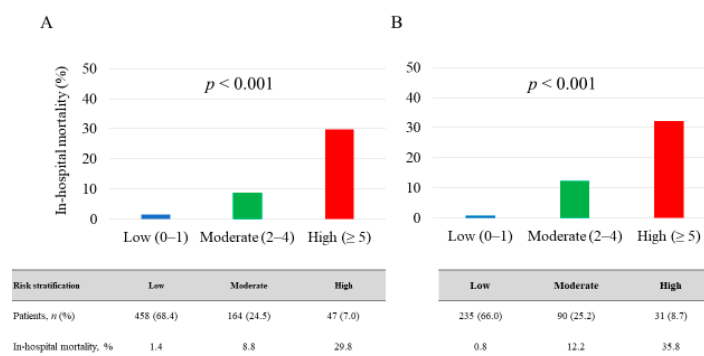 A B
In-hospital mortality (%)
50
40
30
20
10
0
p < 0.001
Low (0–1) Moderate (2–4) High (≥ 5)
50
40
30
20
10
0
p < 0.001
Low (0–1) Moderate (2–4) High (≥ 5)
Risk stratification Low Moderate High
Patients, n (%) 458 (68.4) 164 (24.5) 47 (7.0)
In-hospital mortality, % 1.4 8.8 29.8
Low Moderate High
235 (66.0) 90 (25.2) 31 (8.7)
0.8 12.2 35.8